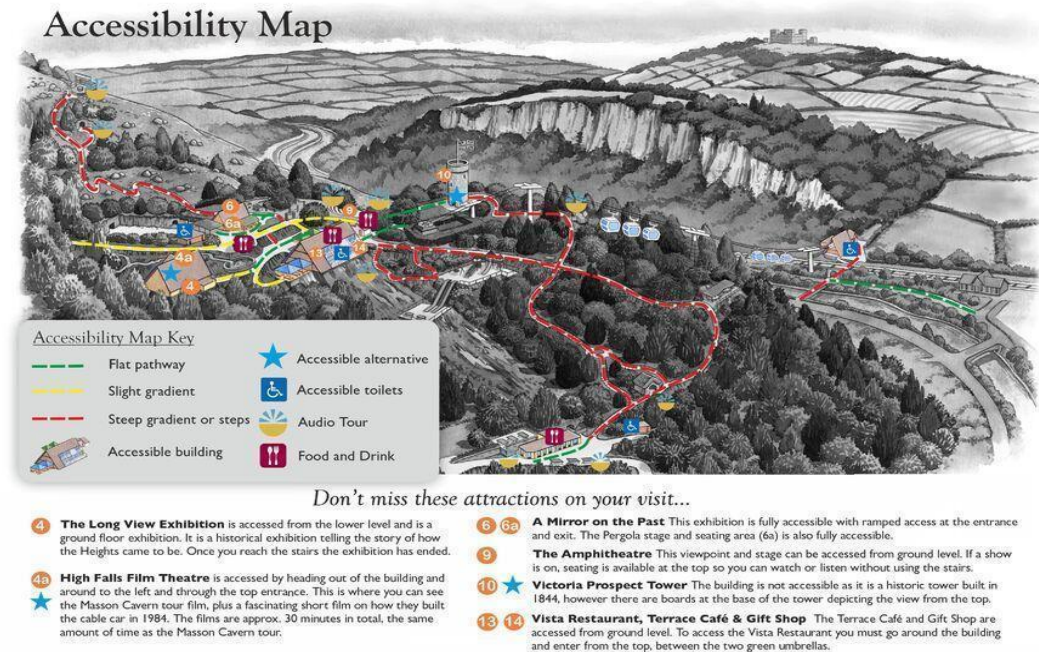 Accessibility Map
10
6
9
6a
4a
13
14
4
Accessibility Map Key
Flat pathway
Slight gradient
Steep gradient or steps
Accessible building
Accessible alternative
Accessible toilets
Audio Tour
Food and Drink
Don't miss these attractions on your visit...
4 The Long View Exhibition is accessed from the lower level and is a
ground floor exhibition. It is a historical exhibition telling the story of how
the Heights came to be. Once you reach the stairs the exhibition has ended.
4a High Falls Film Theatre is accessed by heading out of the building and
around to the left and through the top entrance. This is where you can see
the Masson Cavern tour film, plus a fascinating short film on how they built
the cable car in 1984. The films are approx. 30 minutes in total, the same
amount of time as the Masson Cavern tour.
6 6a A Mirror on the Past This exhibition is fully accessible with ramped access at the entrance
and exit. The Pergola stage and seating area (6a) is also fully accessible.
9 The Amphitheatre This viewpoint and stage can be accessed from ground level. If a show
is on, seating is available at the top so you can watch or listen without using the stairs.
10 Victoria Prospect Tower The building is not accessible as it is a historic tower built in
1844, however there are boards at the base of the tower depicting the view from the top.
13 14 Vista Restaurant, Terrace Café & Gift Shop The Terrace Café and Gift Shop are
accessed from ground level. To access the Vista Restaurant you must go around the building
and enter from the top, between the two green umbrellas.